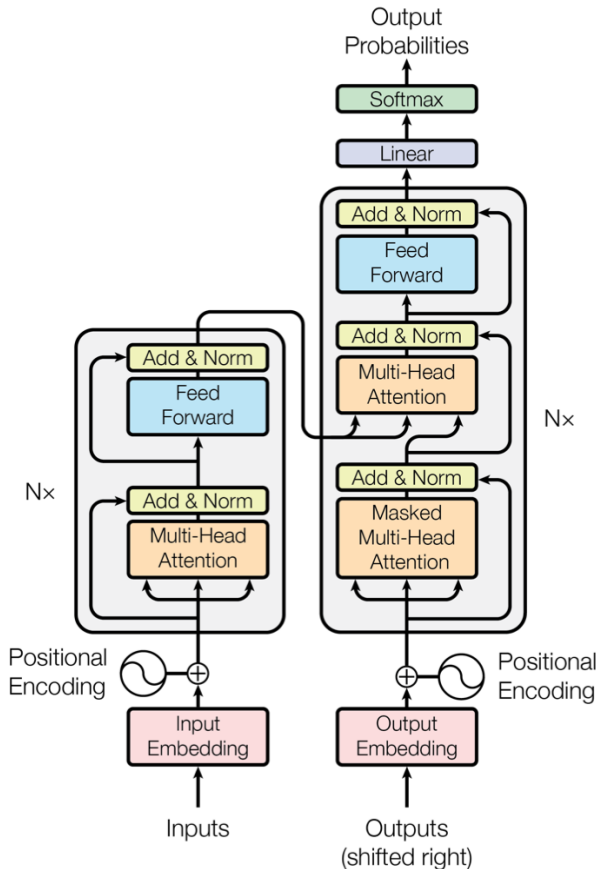 Output
Probabilities
Softmax
Linear
Add & Norm
Feed
Forward
Add & Norm
Multi-Head
Attention
Add & Norm
Masked
Multi-Head
Attention
Nx
Add & Norm
Feed
Forward
Add & Norm
Multi-Head
Attention
Nx
Positional
Encoding
Positional
Encoding
Input
Embedding
Output
Embedding
Inputs
Outputs
(shifted right)